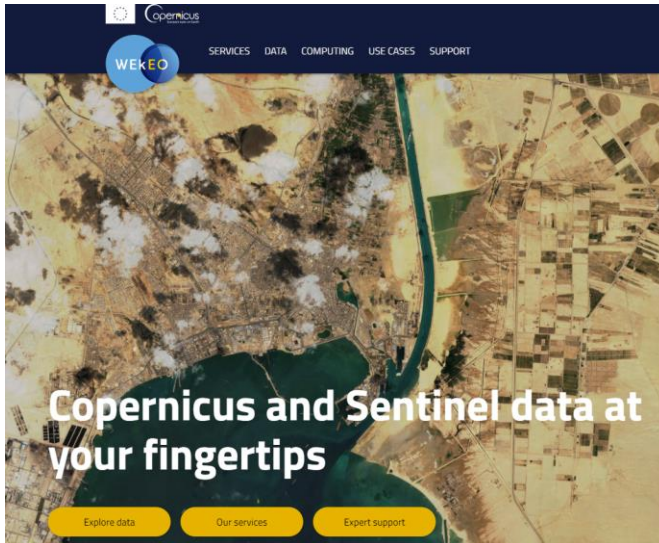 Copernicus
WEkEO
SERVICES DATA COMPUTING USE CASES SUPPORT
Copernicus and Sentinel data at
your fingertips
Explore data Our services Expert support